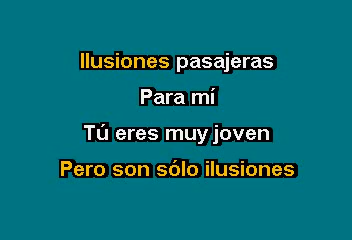 Ilusiones pasajeras
Para mí
Tú eres muy joven
Pero son sólo ilusiones